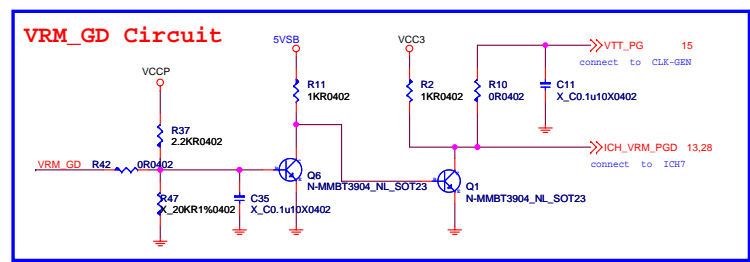 VRM_GD Circuit
5VSB
VCC3
VTT_PG 15
connect to CLK-GEN
VCCP
R11
1KR0402
R2
1KR0402
R10
0R0402
C11
X_C0.1u10X0402
R37
2.2KR0402
ICH_VRM_PGD 13,28
connect to ICH7
VRM_GD
R42 0R0402
Q6
N-MMBT3904_NL_SOT23
Q1
N-MMBT3904_NL_SOT23
R47
X_20KR1%0402
C35
X_C0.1u10X0402